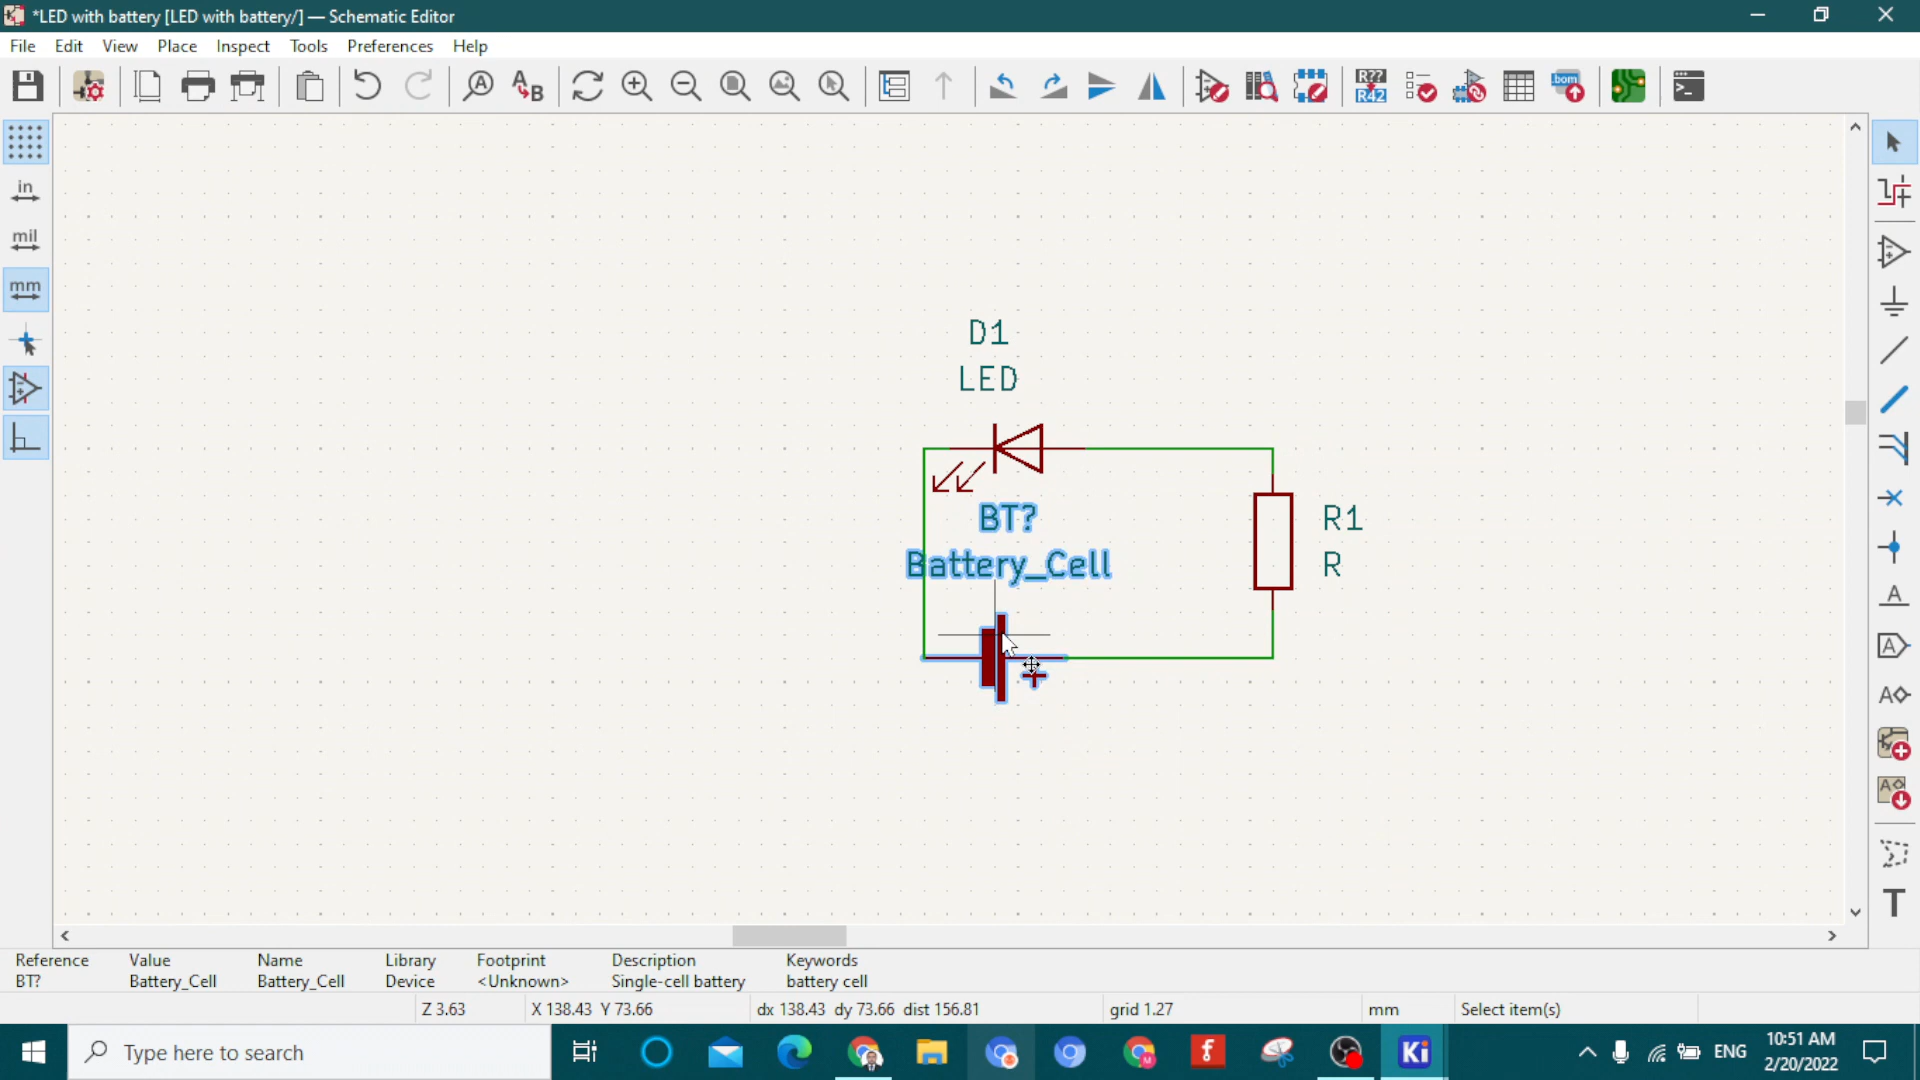 *LED with battery [LED with battery/] — Schematic Editor
File Edit View Place Inspect Tools Preferences Help
A
A B
R??
R42
bom
>_
in
mil
mm
D1
LED
BT?
Battery_Cell
+
R1
R
A
A
A
A
T
Reference Value Name Library Footprint Description Keywords
BT? Battery_Cell Battery_Cell Device <Unknown> Single-cell battery battery cell
Z 3.63 X 138.43 Y 73.66 dx 138.43 dy 73.66 dist 156.81 grid 1.27 mm Select item(s)
Type here to search
M
f
Ki
ENG
10:51 AM
2/20/2022